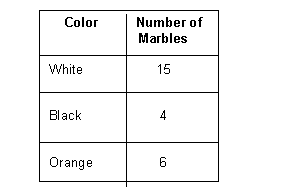 Color Number of Marbles
White 15
Black 4
Orange 6